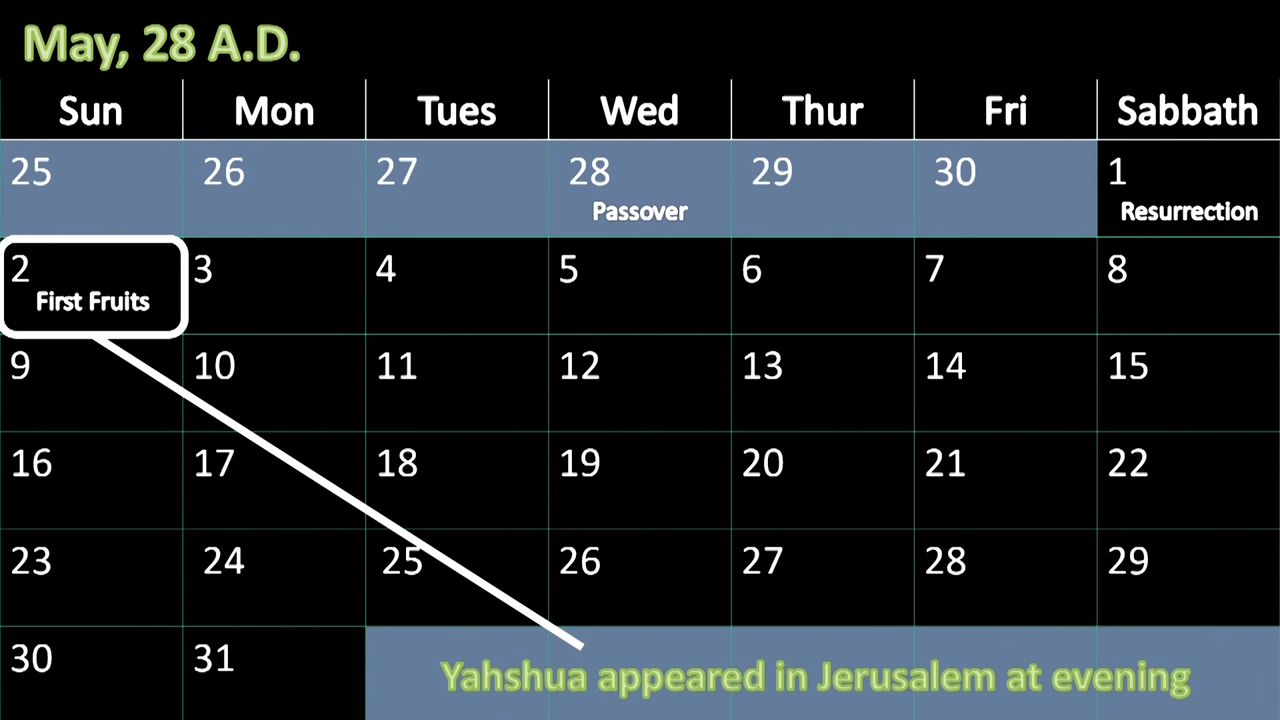 May, 28 A.D.
Sun Mon Tues Wed Thur Fri Sabbath
25 26 27 28 29 30 1
Passover Resurrection
2 3 4 5 6 7 8
First Fruits
9 10 11 12 13 14 15
16 17 18 19 20 21 22
23 24 25 26 27 28 29
30 31
Yahshua appeared in Jerusalem at evening